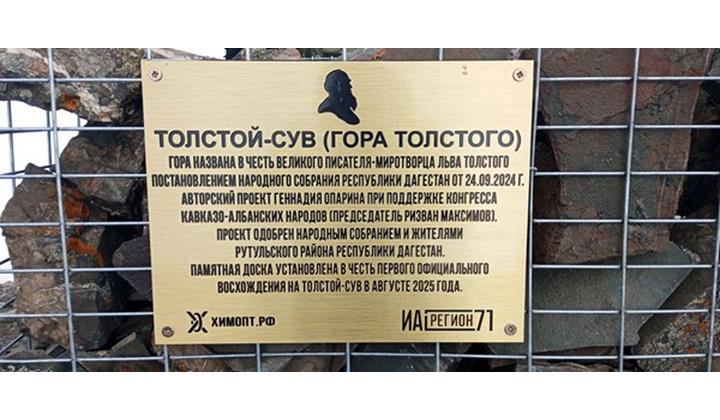 ТОЛСТОЙ-СУВ (ГОРА ТОЛСТОГО)
ГОРА НАЗВАНА В ЧЕСТЬ ВЕЛИКОГО ПИСАТЕЛЯ-МИРОТВОРЦА ЛЬВА ТОЛСТОГО
ПОСТАНОВЛЕНИЕМ НАРОДНОГО СОБРАНИЯ РЕСПУБЛИКИ ДАГЕСТАН ОТ 24.09.2024 Г.
АВТОРСКИЙ ПРОЕКТ ГЕННАДИЯ ОПАРИНА ПРИ ПОДДЕРЖКЕ КОНГРЕССА
КАВКАЗО-АЛБАНСКИХ НАРОДОВ (ПРЕДСЕДАТЕЛЬ РИЗВАН МАКСИМОВ).
ПРОЕКТ ОДОБРЕН НАРОДНЫМ СОБРАНИЕМ И ЖИТЕЛЯМИ
РУТУЛЬСКОГО РАЙОНА РЕСПУБЛИКИ ДАГЕСТАН.
ПАМЯТНАЯ ДОСКА УСТАНОВЛЕНА В ЧЕСТЬ ПЕРВОГО ОФИЦИАЛЬНОГО
ВОСХОЖДЕНИЯ НА ТОЛСТОЙ-СУВ В АВГУСТЕ 2025 ГОДА.
ХИМОПТ.РФ ИА РЕГИОН 71